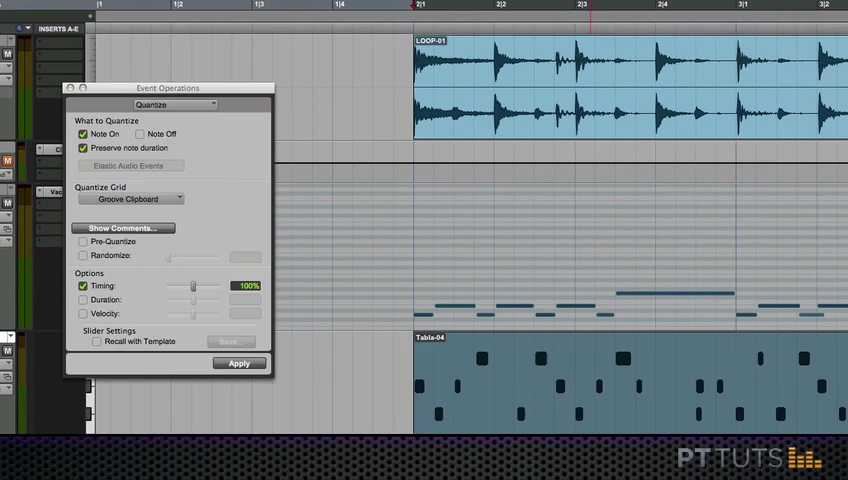 1 1|2 1|3 1|4 2|1 2|2 2|3 2|4 3|1 3|2
INSERTS A-E
LOOP-01
M
Event Operations
Quantize
What to Quantize
Note On Note Off
Preserve note duration
Elastic Audio Events
M
Quantize Grid
Groove Clipboard
M
Show Comments...
Pre-Quantize
Randomize:
Options
Timing: 100%
Duration:
Velocity:
Slider Settings
Recall with Template Save...
Tabla-04
M
Apply
PTTUTS